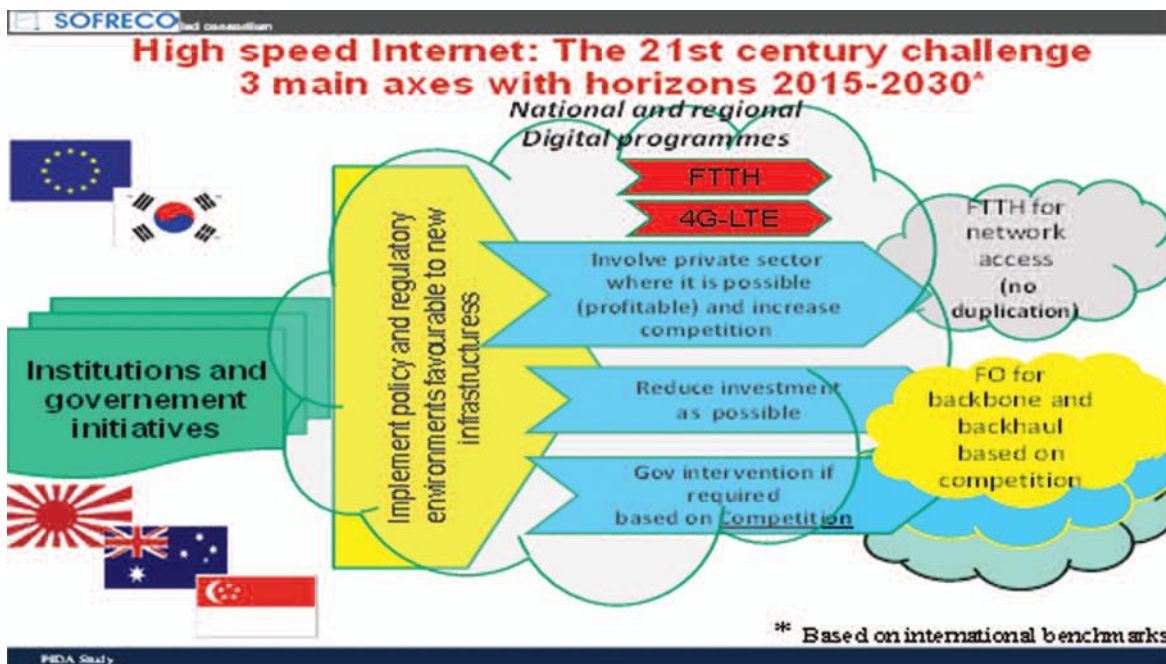 SOFRECO led consortium
High speed Internet: The 21st century challenge
3 main axes with horizons 2015-2030*
National and regional
Digital programmes
FTTH
4G-LTE
FTTH for
network
access
(no
duplication)
Implement policy and regulatory
environments favourable to new
infrastructuress
Involve private sector
where it is possible
(profitable) and increase
competition
Institutions and
governement
initiatives
Reduce investment
as possible
FO for
backbone and
backhaul
based on
competition
Gov intervention if
required
based on Competition
* Based on international benchmarks
PIDA Study